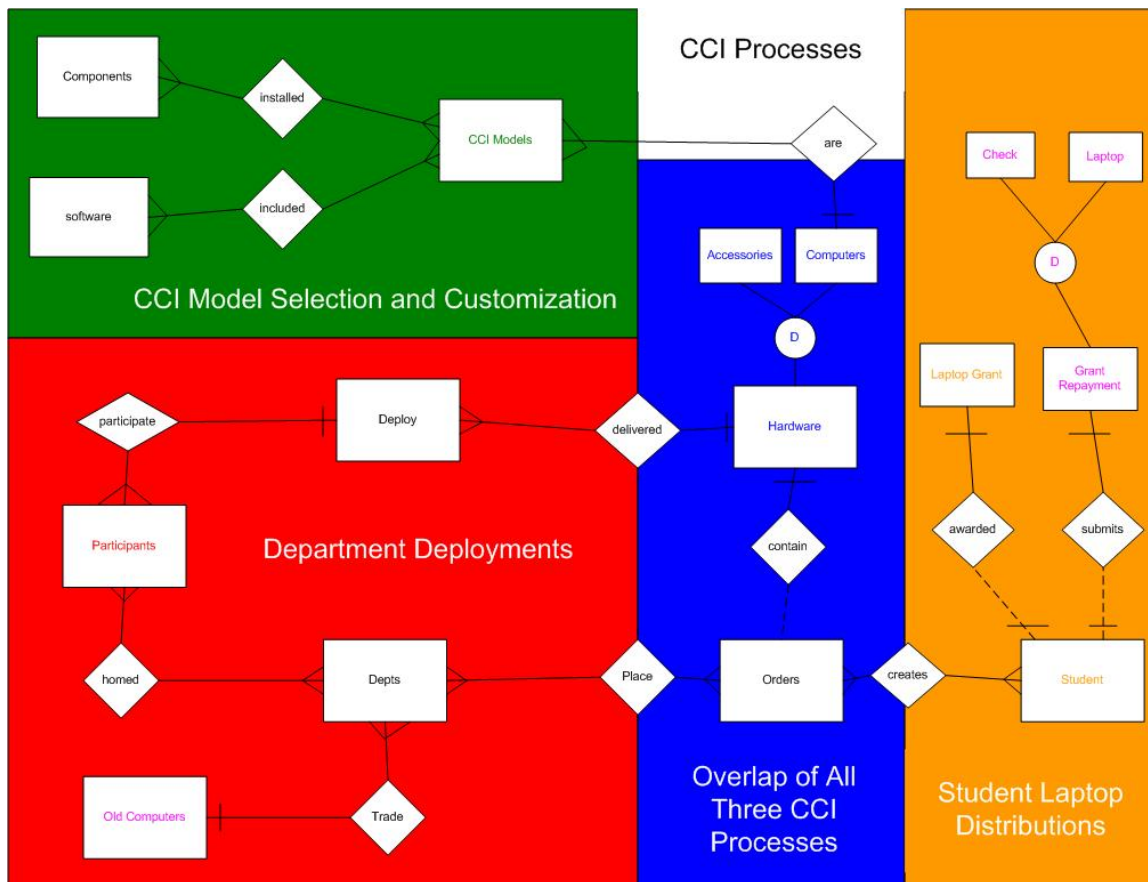 CCI Processes
Components
installed
CCI Models
are
software
included
CCI Model Selection and Customization
Accessories
Computers
D
Check
Laptop
D
participate
Deploy
delivered
Hardware
Laptop Grant
Grant
Repayment
Participants
Department Deployments
contain
awarded
submits
homed
Depts
Place
Orders
creates
Student
Old Computers
Trade
Overlap of All
Three CCI
Processes
Student Laptop
Distributions